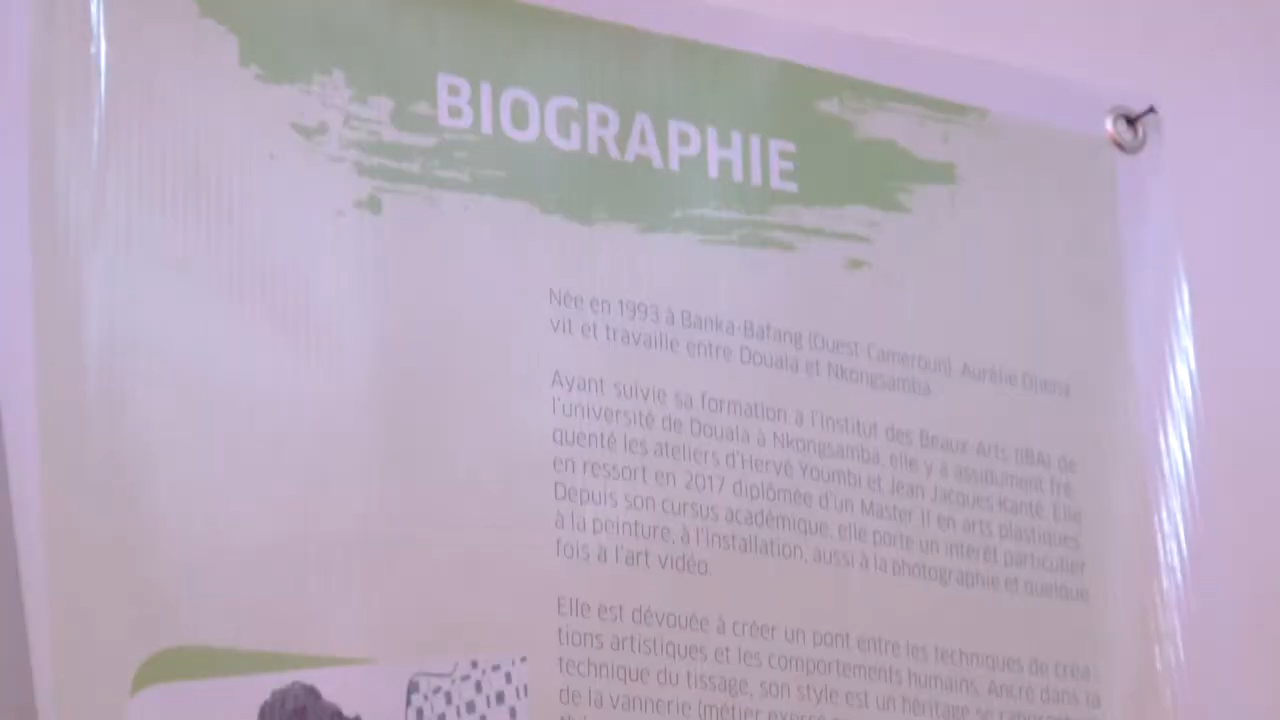 BIOGRAPHIE
Née en 1993 à Banka-Bafang (Ouest-Cameroun). Aurélie Djiena
vit et travaille entre Douala et Nkongsamba.
Ayant suivie sa formation à l'Institut des Beaux-Arts (IBA) de
l'université de Douala à Nkongsamba, elle y a assidument fré-
quenté les ateliers d'Hervé Youmbi et Jean Jacques Kanté. Elle
en ressort en 2017 diplômée d'un Master II en arts plastiques.
Depuis son cursus académique, elle porte un intérêt particulier
à la peinture, à l'installation, aussi à la photographie et quelque
fois à l'art vidéo.
Elle est dévouée à créer un pont entre les techniques de créa-
tions artistiques et les comportements humains. Ancré dans la
technique du tissage, son style est un héritage se
de la vannerie (métier